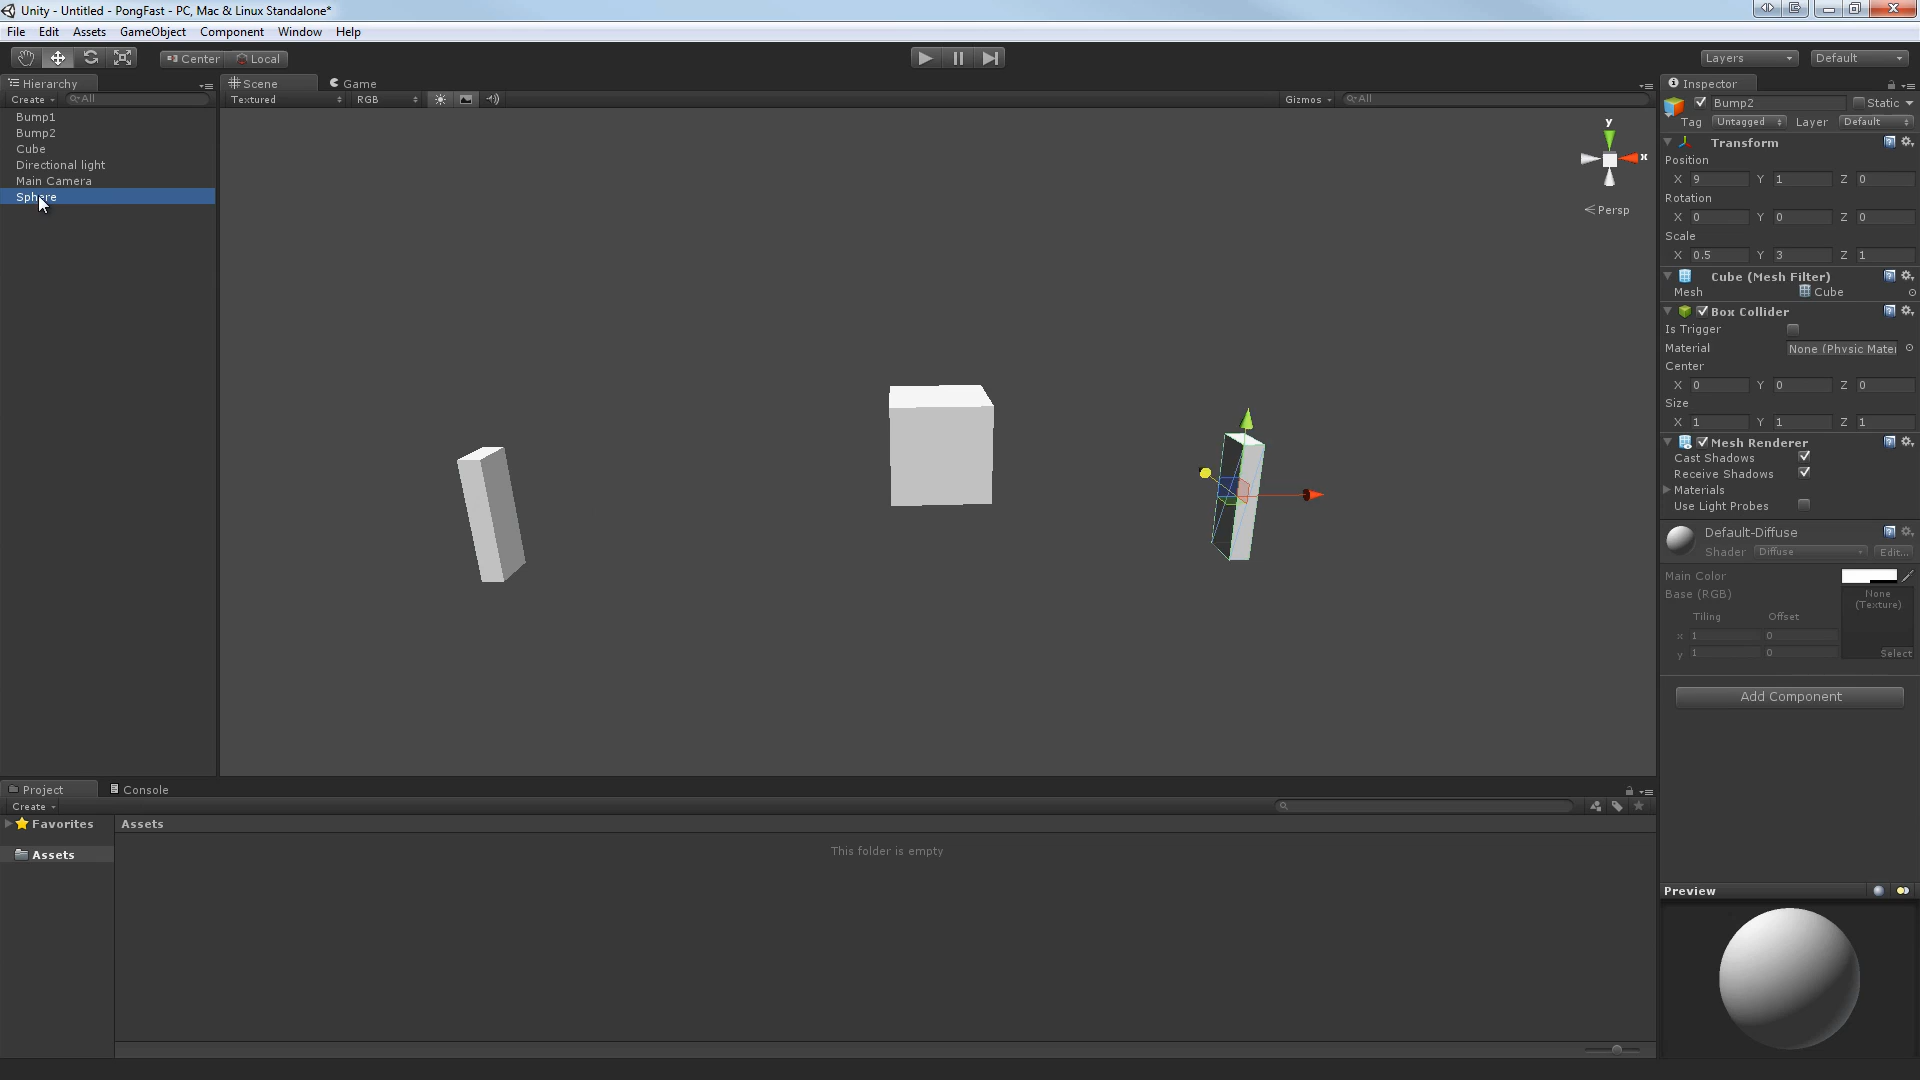 Unity - Untitled - PongFast - PC, Mac & Linux Standalone*
File Edit Assets GameObject Component Window Help
Center Local
Layers Default
Hierarchy
Create All
Bump1
Bump2
Cube
Directional light
Main Camera
Sphere
Scene Game
Textured RGB
Gizmos All
y
x
Persp
Inspector
Bump2 Static
Tag Untagged Layer Default
Transform
Position
X 9 Y 1 Z 0
Rotation
X 0 Y 0 Z 0
Scale
X 0.5 Y 3 Z 1
Cube (Mesh Filter)
Mesh Cube
Box Collider
Is Trigger
Material None (Physic Mater
Center
X 0 Y 0 Z 0
Size
X 1 Y 1 Z 1
Mesh Renderer
Cast Shadows
Receive Shadows
Materials
Use Light Probes
Default-Diffuse
Shader Diffuse Edit...
Main Color
Base (RGB) None
(Texture)
Tiling Offset
x 1 0
y 1 0
Select
Add Component
Project Console
Create
Favorites
Assets
Assets
This folder is empty
Preview